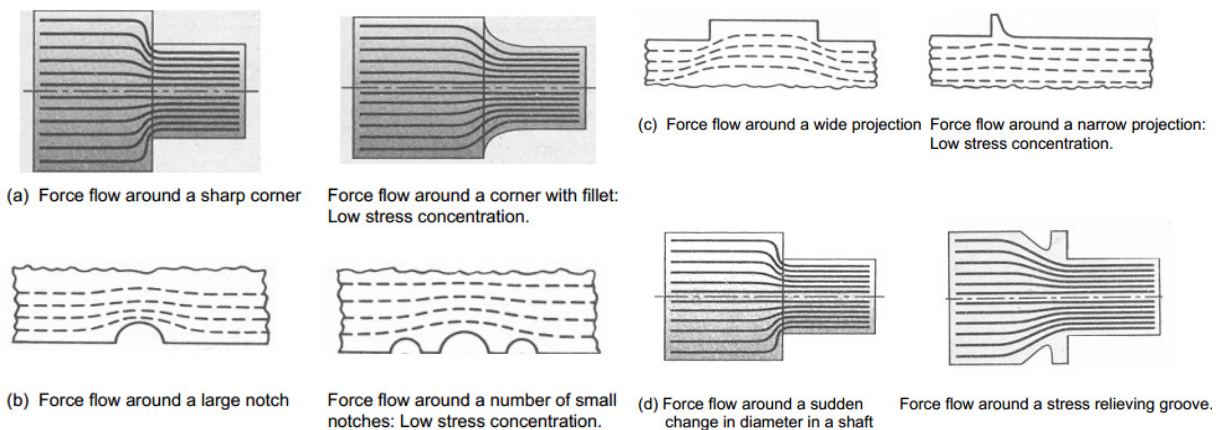 (a) Force flow around a sharp corner
Force flow around a corner with fillet:
Low stress concentration.
(b) Force flow around a large notch
Force flow around a number of small
notches: Low stress concentration.
(c) Force flow around a wide projection
Force flow around a narrow projection:
Low stress concentration.
(d) Force flow around a sudden
change in diameter in a shaft
Force flow around a stress relieving groove.